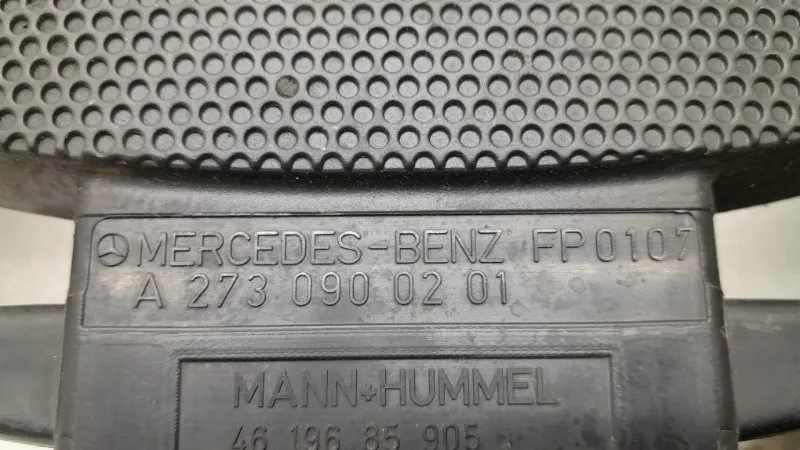 MERCEDES-BENZ FP0107
A 273 090 02 01
MANN+HUMMEL
46 196 85 905